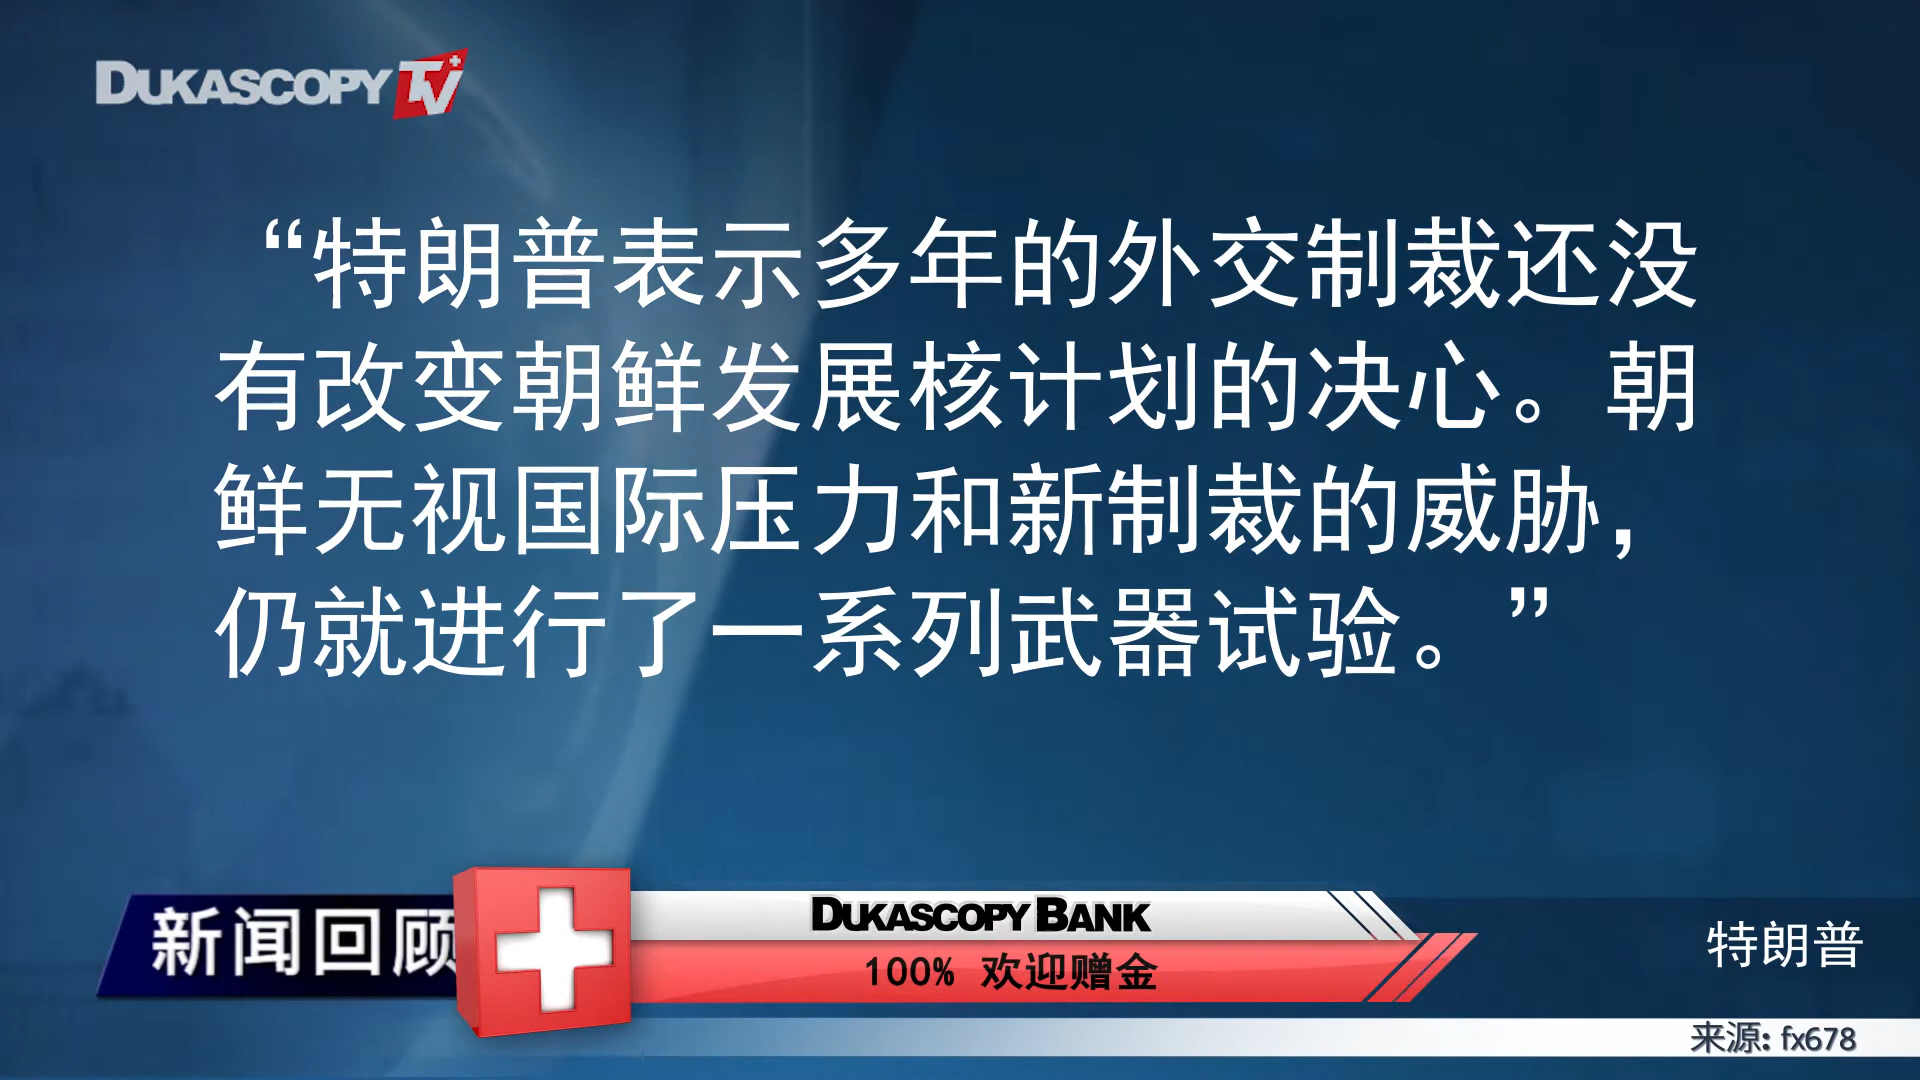 DUKASCOPY TV
“特朗普表示多年的外交制裁还没
有改变朝鲜发展核计划的决心。朝
鲜无视国际压力和新制裁的威胁，
仍就进行了一系列武器试验。”
新闻回顾
DUKASCOPY BANK
100% 欢迎赠金
特朗普
来源: fx678